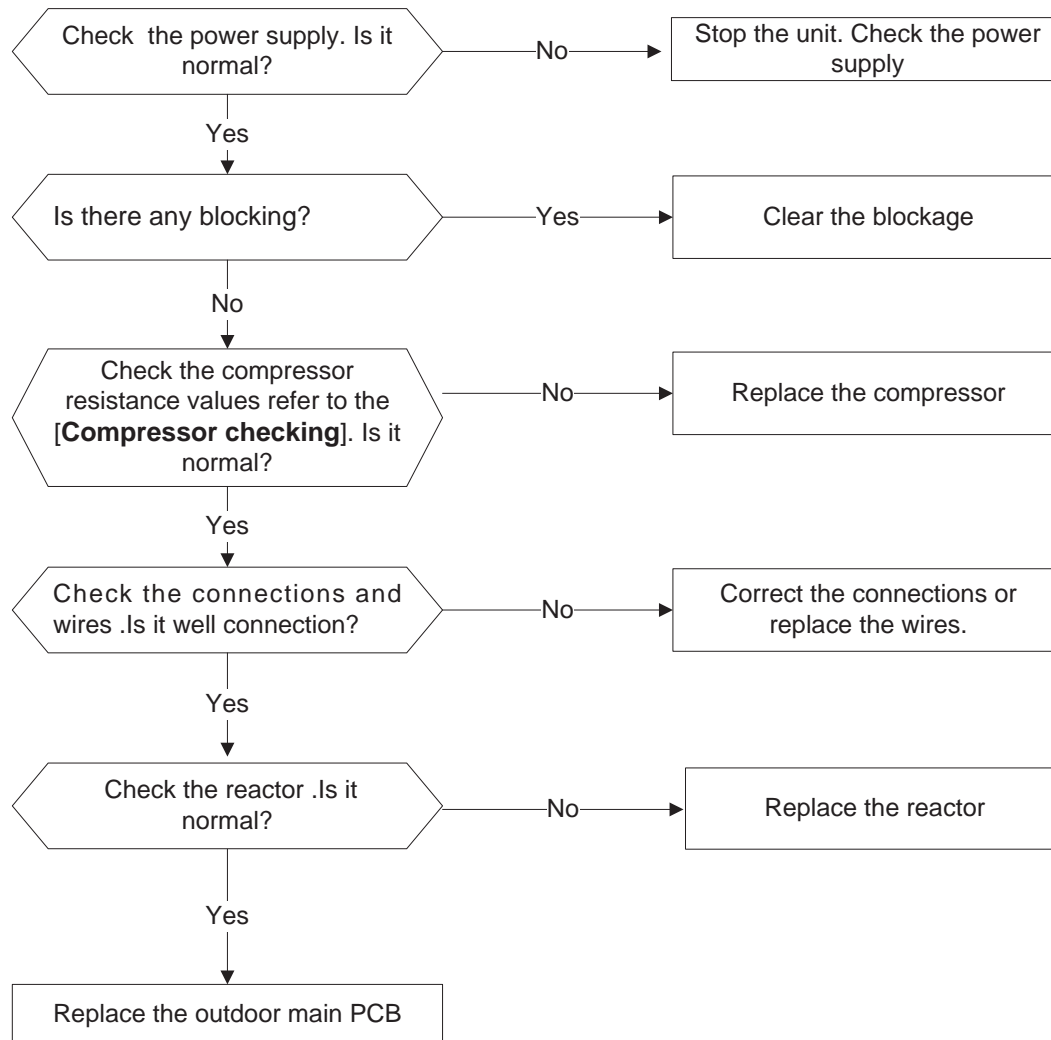 Check the power supply. Is it
normal?
No
Stop the unit. Check the power
supply
Yes
Is there any blocking?
Yes
Clear the blockage
No
Check the compressor
resistance values refer to the
[Compressor checking]. Is it
normal?
No
Replace the compressor
Yes
Check the connections and
wires .Is it well connection?
No
Correct the connections or
replace the wires.
Yes
Check the reactor .Is it
normal?
No
Replace the reactor
Yes
Replace the outdoor main PCB